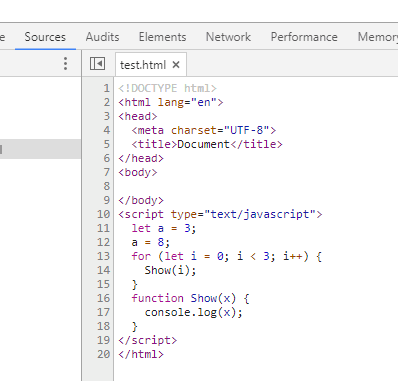 e Sources Audits Elements Network Performance Memory
test.html ×
1 <!DOCTYPE html>
2 <html lang="en">
3 <head>
4   <meta charset="UTF-8">
5   <title>Document</title>
6 </head>
7 <body>
8
9 </body>
10 <script type="text/javascript">
11   let a = 3;
12   a = 8;
13   for (let i = 0; i < 3; i++) {
14     Show(i);
15   }
16   function Show(x) {
17     console.log(x);
18   }
19 </script>
20 </html>